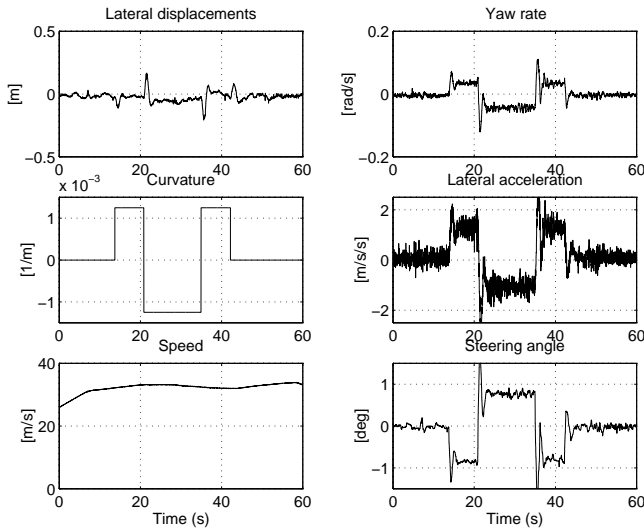 Lateral displacements
0.5
0
−0.5
[m]
0 20 40 60
Yaw rate
0.2
0
−0.2
[rad/s]
0 20 40 60
x 10⁻³
Curvature
1
0
−1
[1/m]
0 20 40 60
Lateral acceleration
2
0
−2
[m/s/s]
0 20 40 60
Speed
40
20
0
[m/s]
0 20 40 60
Time (s)
Steering angle
1
0
−1
[deg]
0 20 40 60
Time (s)